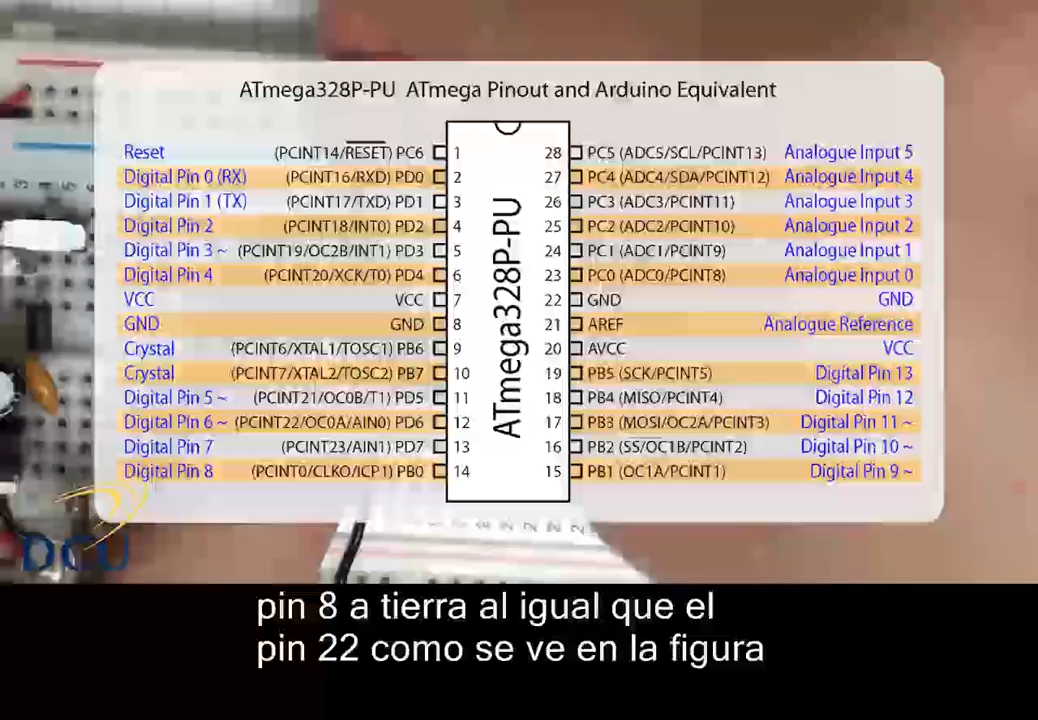 ATmega328P-PU ATmega Pinout and Arduino Equivalent
Reset (PCINT14/RESET) PC6 1 28 PC5 (ADC5/SCL/PCINT13) Analogue Input 5
Digital Pin 0 (RX) (PCINT16/RXD) PD0 2 27 PC4 (ADC4/SDA/PCINT12) Analogue Input 4
Digital Pin 1 (TX) (PCINT17/TXD) PD1 3 26 PC3 (ADC3/PCINT11) Analogue Input 3
Digital Pin 2 (PCINT18/INT0) PD2 4 25 PC2 (ADC2/PCINT10) Analogue Input 2
Digital Pin 3 ~ (PCINT19/OC2B/INT1) PD3 5 24 PC1 (ADC1/PCINT9) Analogue Input 1
Digital Pin 4 (PCINT20/XCK/T0) PD4 6 23 PC0 (ADC0/PCINT8) Analogue Input 0
VCC VCC 7 22 GND GND
GND GND 8 21 AREF Analogue Reference
Crystal (PCINT6/XTAL1/TOSC1) PB6 9 20 AVCC VCC
Crystal (PCINT7/XTAL2/TOSC2) PB7 10 19 PB5 (SCK/PCINT5) Digital Pin 13
Digital Pin 5 ~ (PCINT21/OC0B/T1) PD5 11 18 PB4 (MISO/PCINT4) Digital Pin 12
Digital Pin 6 ~ (PCINT22/OC0A/AIN0) PD6 12 17 PB3 (MOSI/OC2A/PCINT3) Digital Pin 11 ~
Digital Pin 7 (PCINT23/AIN1) PD7 13 16 PB2 (SS/OC1B/PCINT2) Digital Pin 10 ~
Digital Pin 8 (PCINT0/CLKO/ICP1) PB0 14 15 PB1 (OC1A/PCINT1) Digital Pin 9 ~
ATmega328P-PU
DCU
pin 8 a tierra al igual que el
pin 22 como se ve en la figura